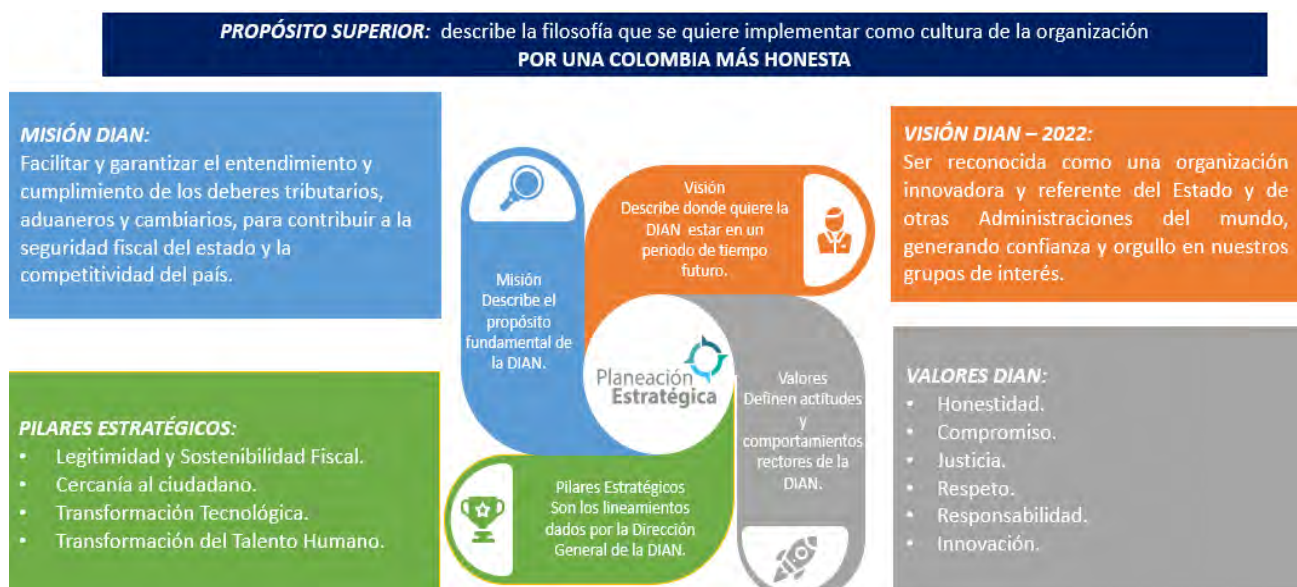 PROPÓSITO SUPERIOR: describe la filosofía que se quiere implementar como cultura de la organización
POR UNA COLOMBIA MÁS HONESTA
MISIÓN DIAN:
Facilitar y garantizar el entendimiento y
cumplimiento de los deberes tributarios,
aduaneros y cambiarios, para contribuir a la
seguridad fiscal del estado y la
competitividad del país.
Misión
Describe el
propósito
fundamental de
la DIAN.
Visión
Describe donde quiere la
DIAN estar en un
periodo de tiempo
futuro.
VISIÓN DIAN – 2022:
Ser reconocida como una organización
innovadora y referente del Estado y de
otras Administraciones del mundo,
generando confianza y orgullo en nuestros
grupos de interés.
Planeación
Estratégica
PILARES ESTRATÉGICOS:
• Legitimidad y Sostenibilidad Fiscal.
• Cercanía al ciudadano.
• Transformación Tecnológica.
• Transformación del Talento Humano.
Pilares Estratégicos
Son los lineamientos
dados por la Dirección
General de la DIAN.
Valores
Definen actitudes
y
comportamientos
rectores de la
DIAN.
VALORES DIAN:
• Honestidad.
• Compromiso.
• Justicia.
• Respeto.
• Responsabilidad.
• Innovación.